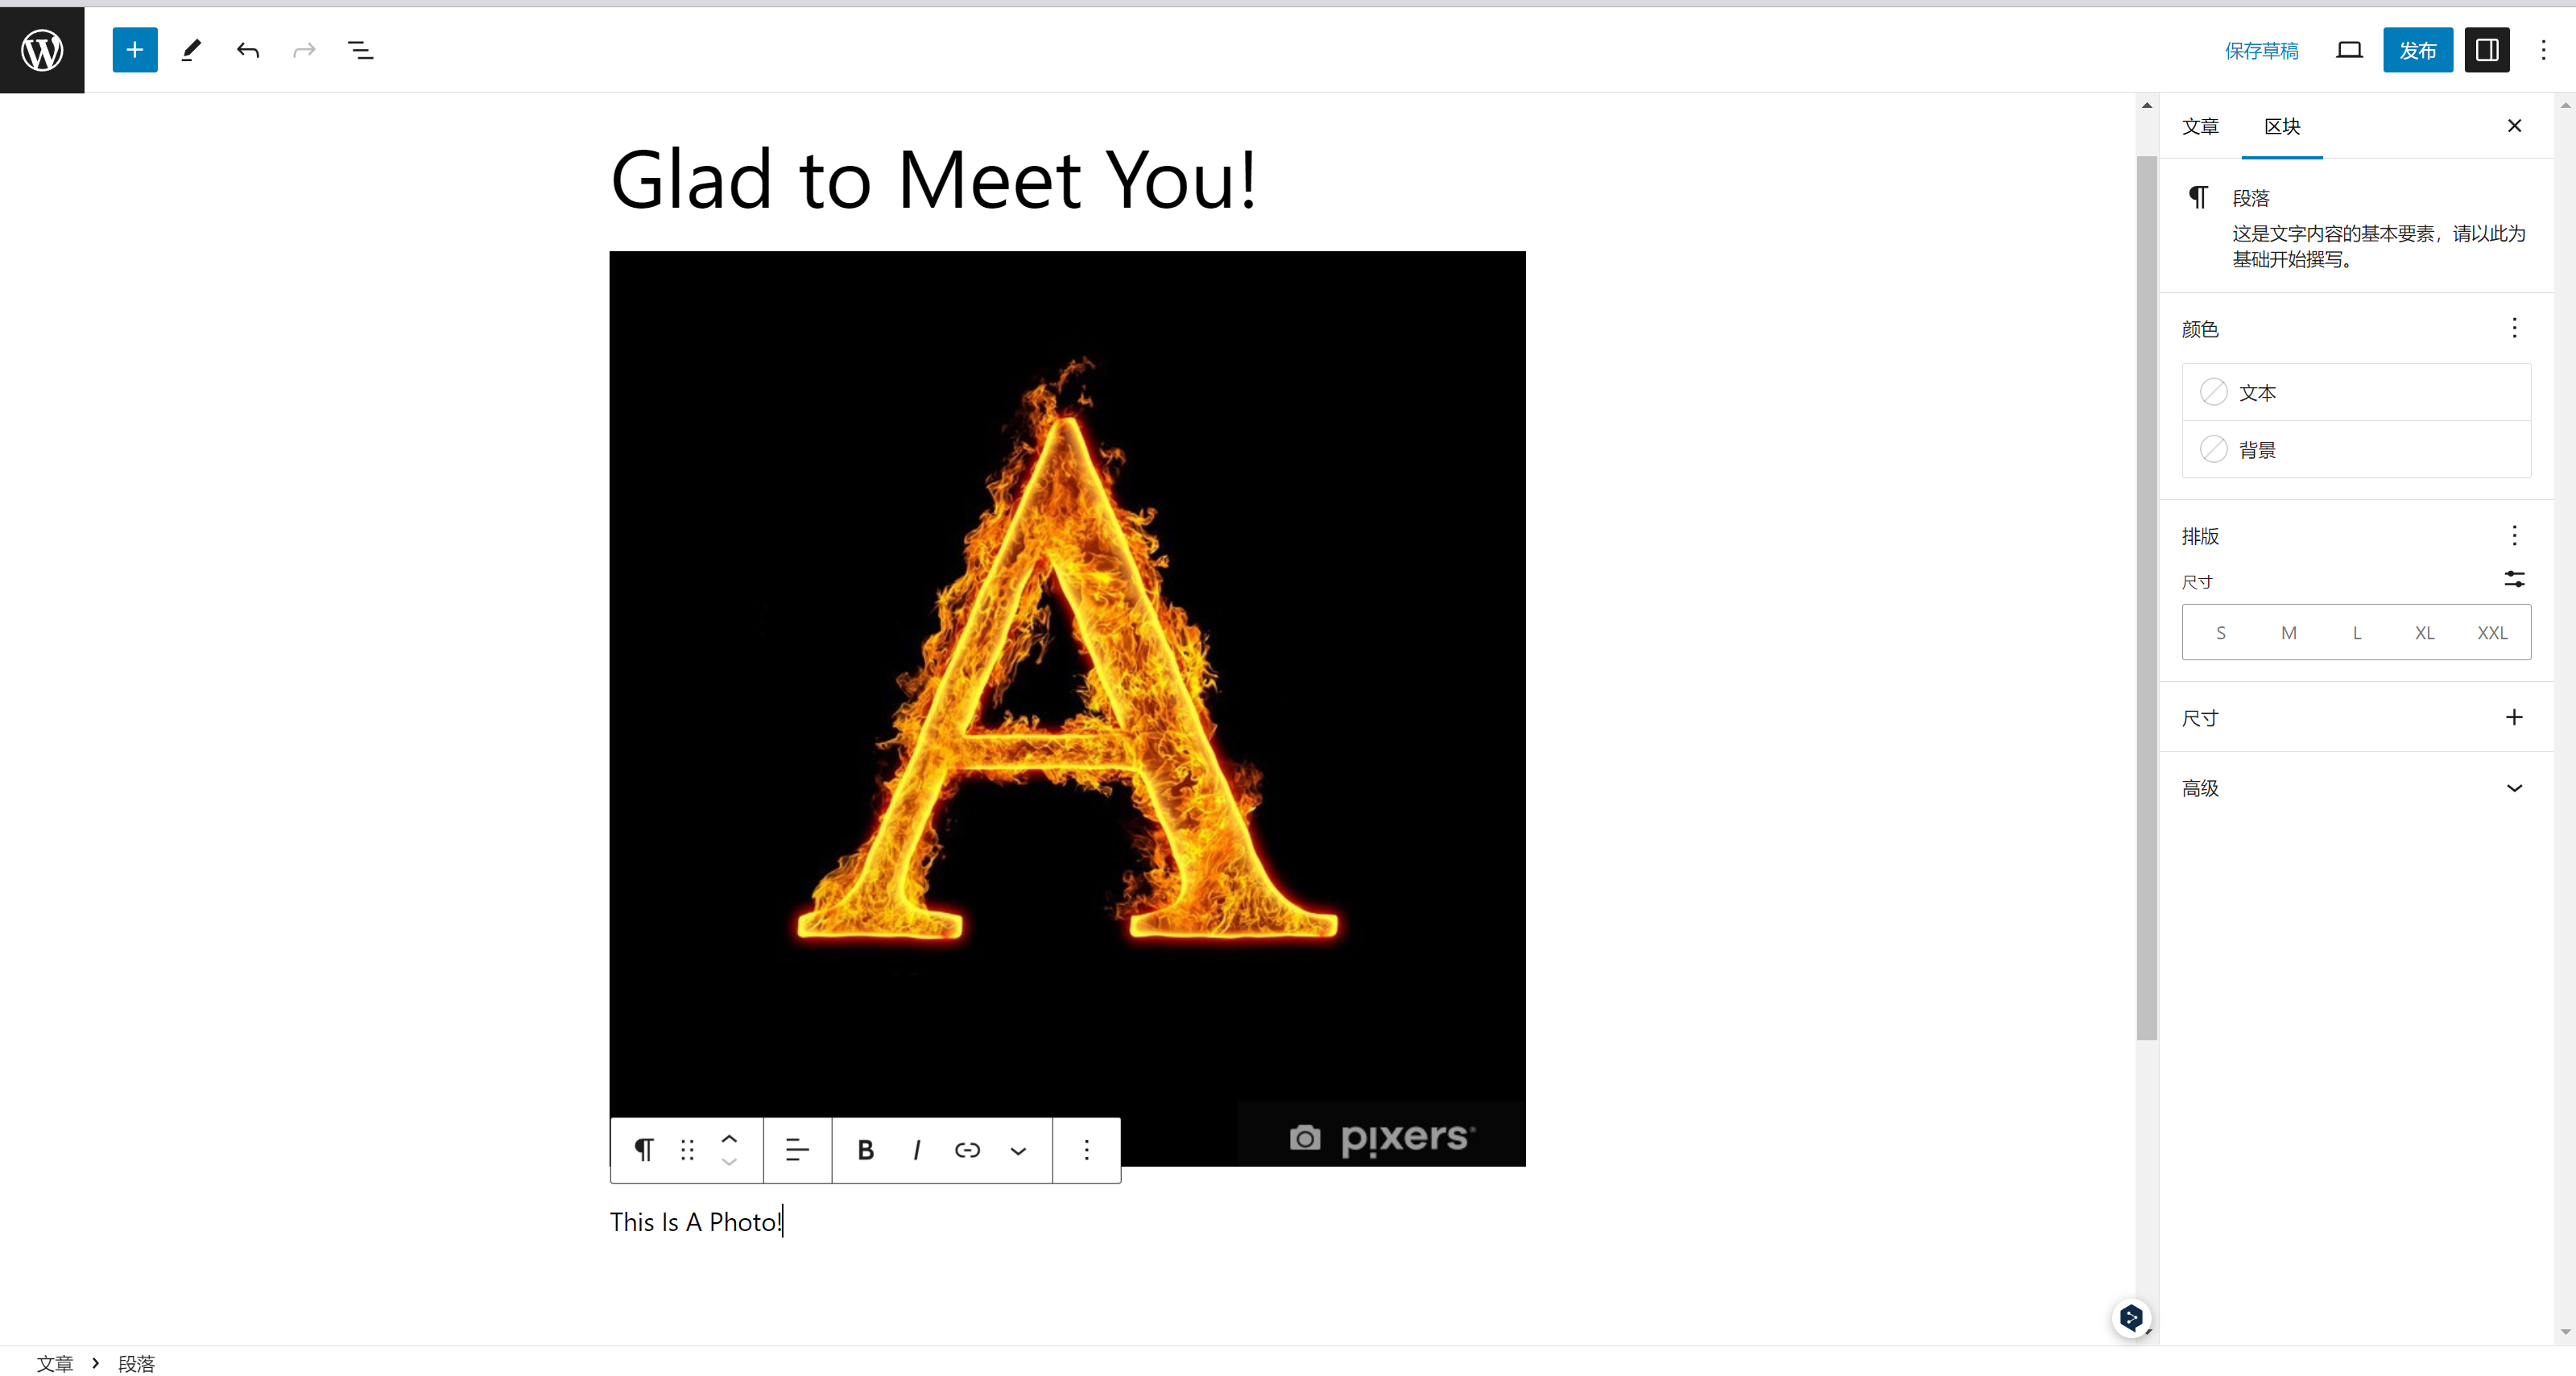 保存草稿
发布
文章
区块
Glad to Meet You!
段落
这是文字内容的基本要素，请以此为
基础开始撰写。
颜色
文本
背景
A
排版
尺寸
S M L XL XXL
尺寸
高级
pixers
B I
This Is A Photo!
文章 > 段落